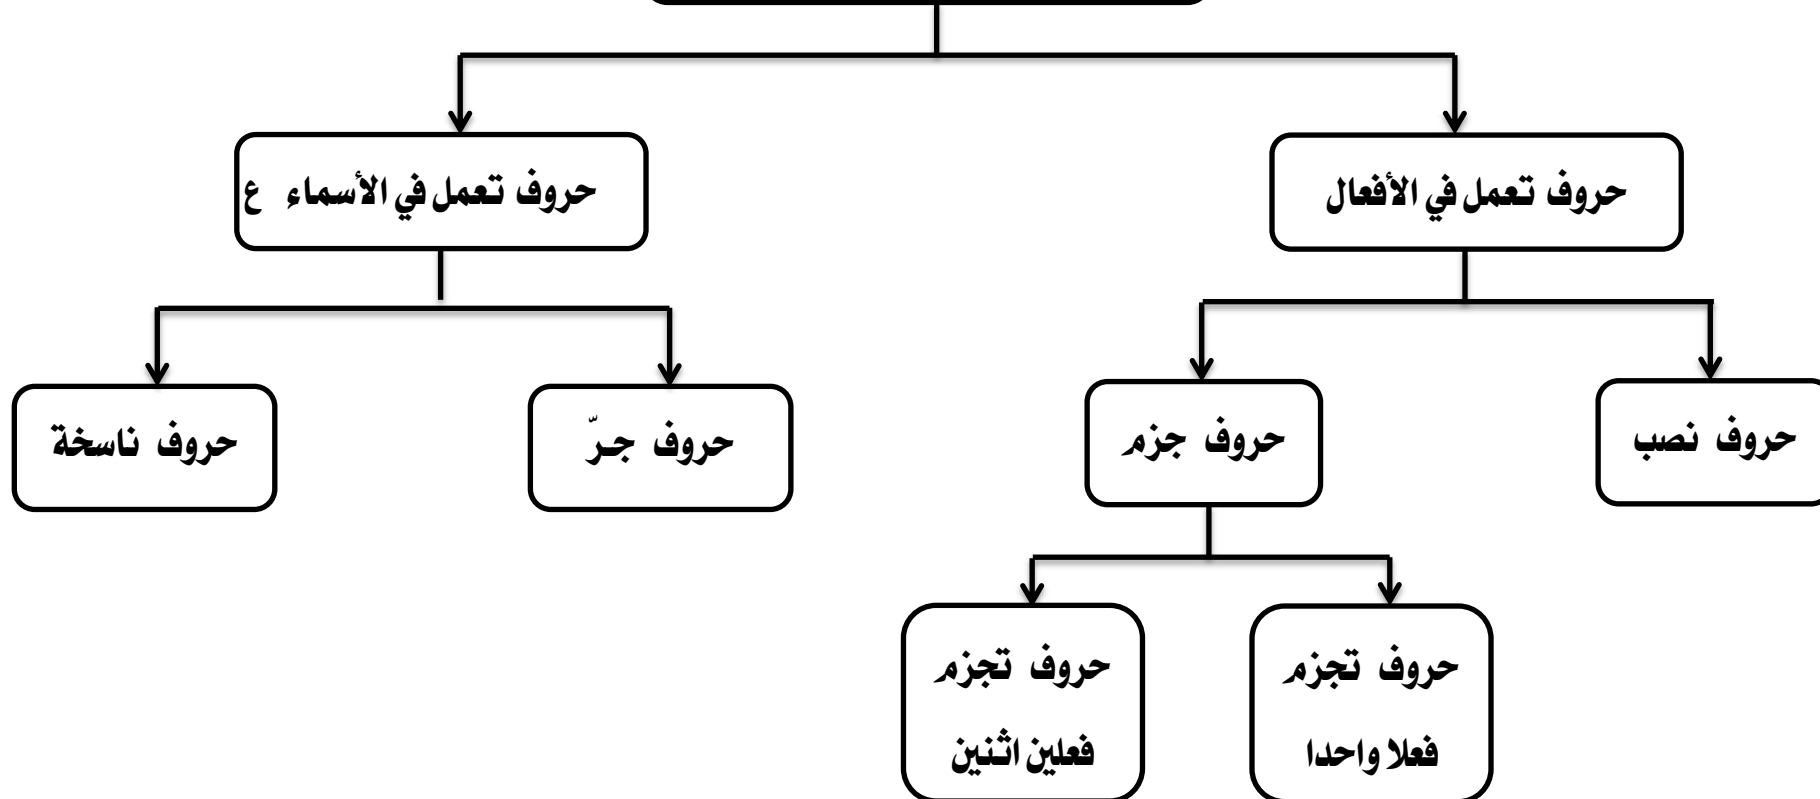 حروف تعمل في الأفعال
حروف تعمل في الأسماء ع
حروف نصب
حروف جزم
حروف جرّ
حروف ناسخة
حروف تجزم
فعلا واحدا
حروف تجزم
فعلين اثنين